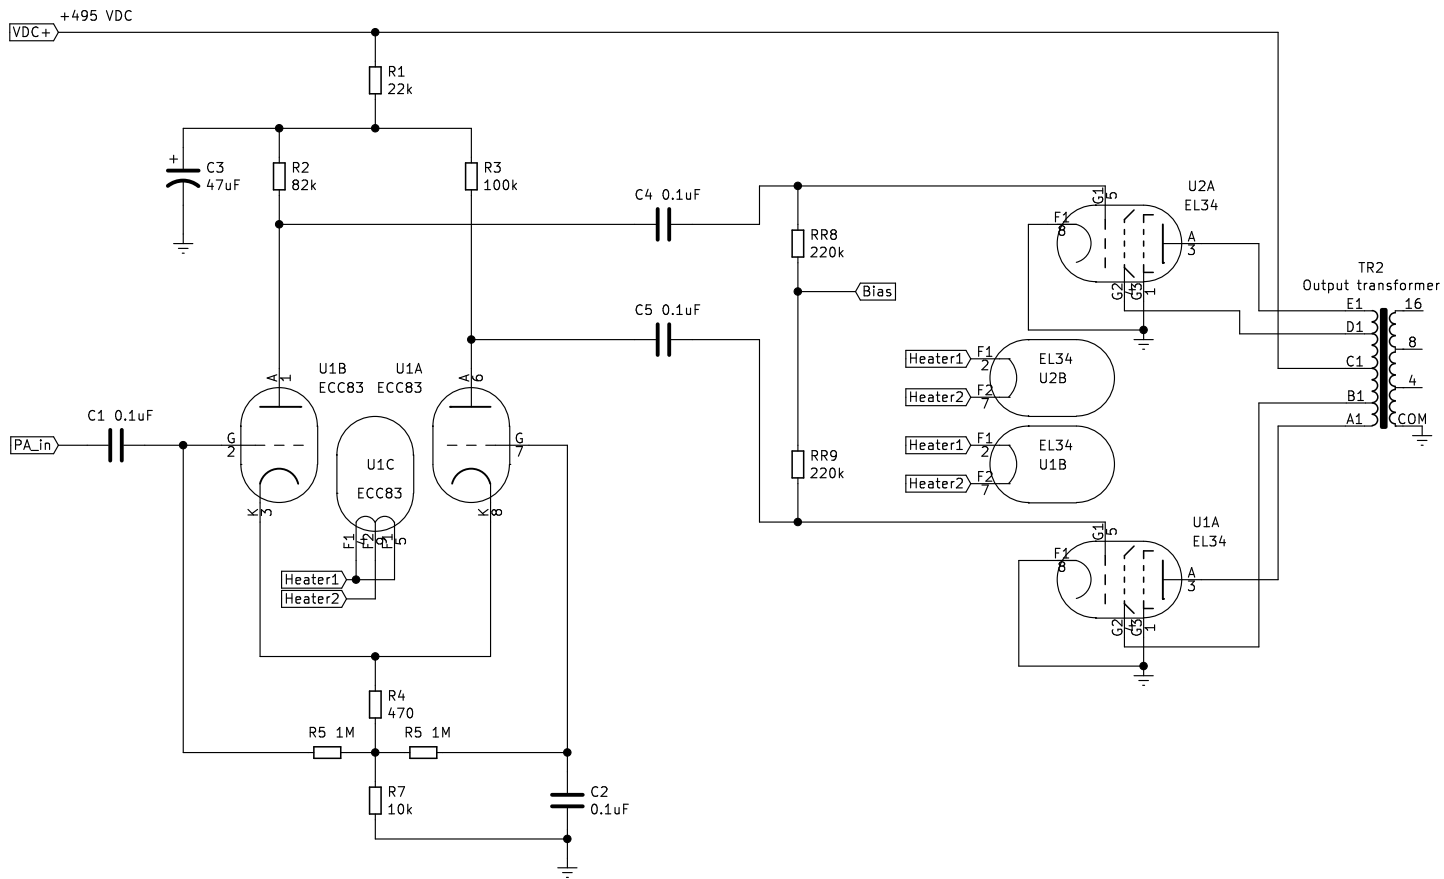 +495 VDC
VDC+
R1
22k
C3
47uF
+
R2
82k
R3
100k
C4 0.1uF
G1
5
U2A
EL34
F1
8
A
3
RR8
220k
G2
4
G3
1
TR2
Output transformer
Bias
E1
16
D1
C5 0.1uF
8
C1
4
B1
A1
COM
Heater1
F1
2
EL34
U2B
Heater2
F2
7
U1B
ECC83
U1A
ECC83
A
1
A
6
C1 0.1uF
PA_in
G
2
G
7
U1C
ECC83
RR9
220k
Heater1
F1
2
EL34
U1B
Heater2
F2
7
K
3
K
8
F1
4
F2
9
F1
5
Heater1
Heater2
G1
5
U1A
EL34
F1
8
A
3
G2
4
G3
1
R4
470
R5 1M
R5 1M
R7
10k
C2
0.1uF